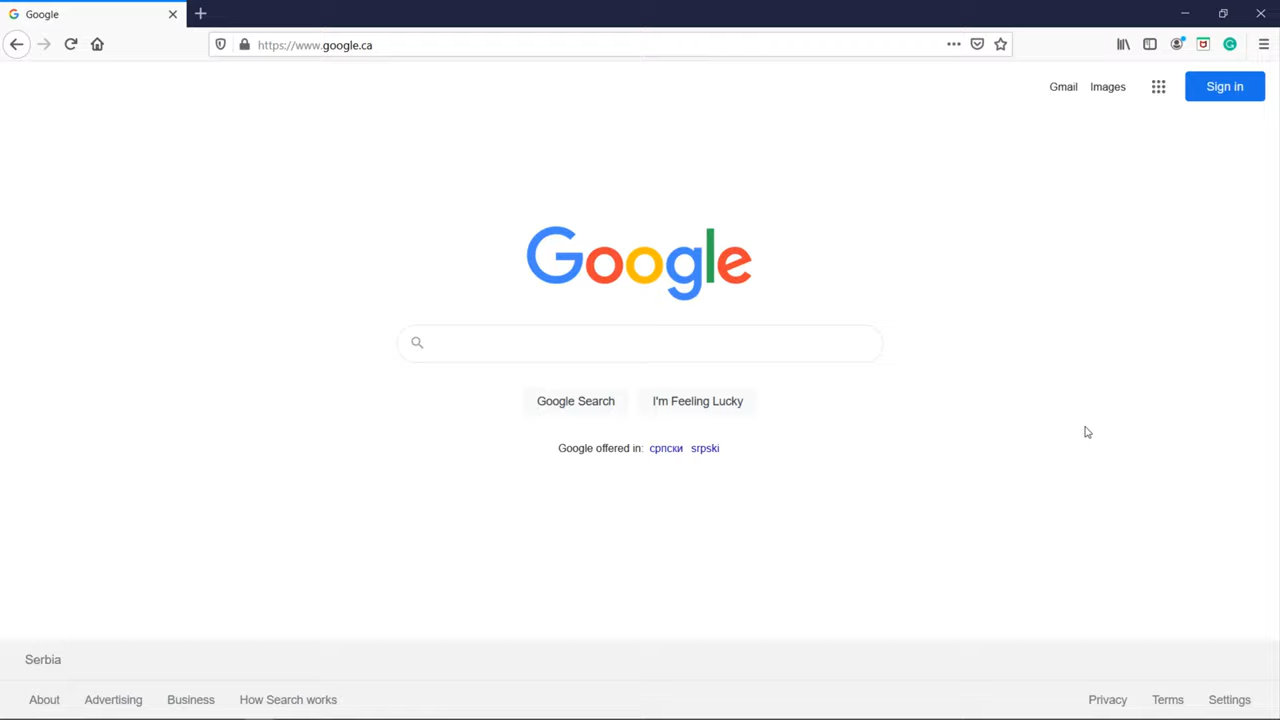 Google
https://www.google.ca
Gmail Images Sign in
Google
Google Search I'm Feeling Lucky
Google offered in: српски srpski
Serbia
About Advertising Business How Search works Privacy Terms Settings